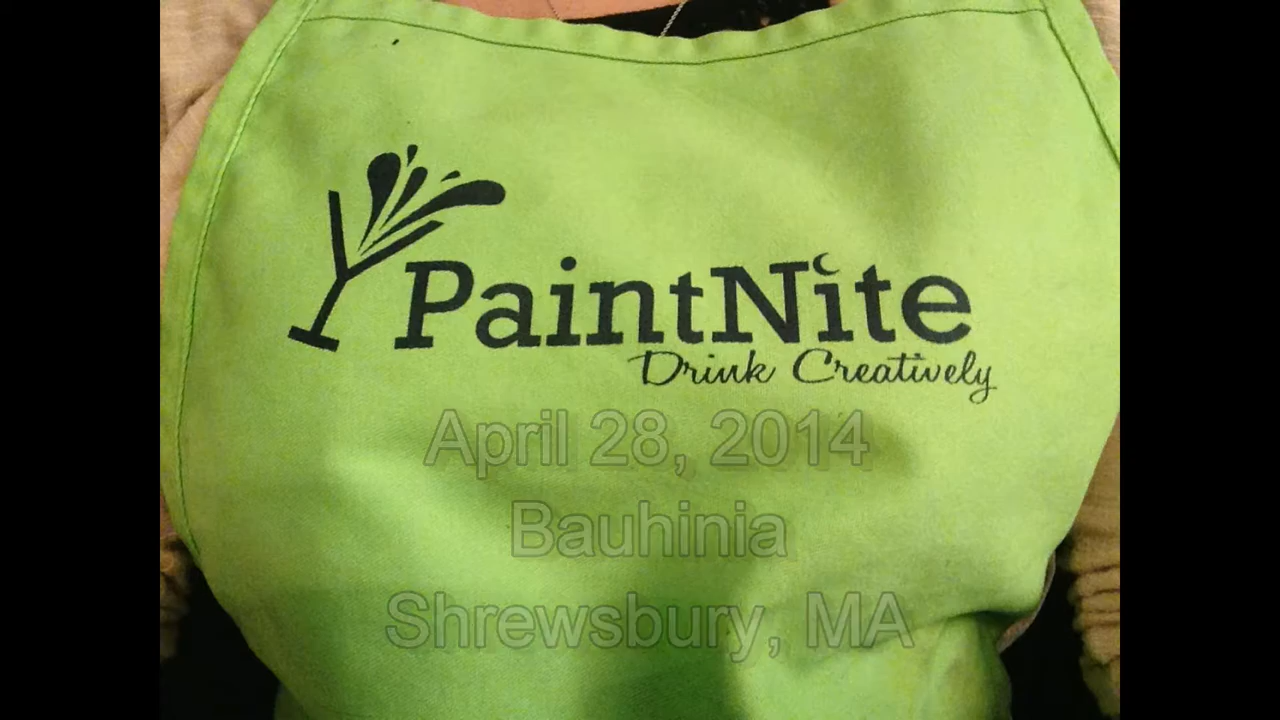 PaintNite
Drink Creatively
April 28, 2014
Bauhinia
Shrewsbury, MA